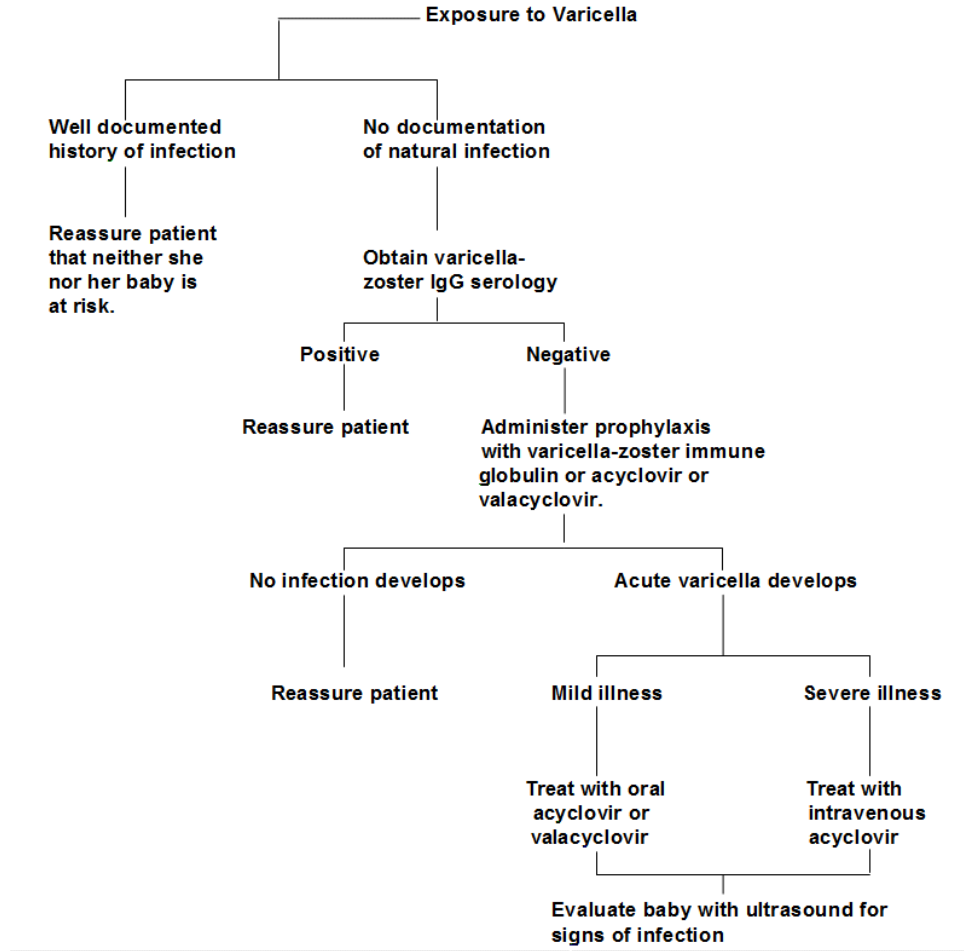 Exposure to Varicella
Well documented
history of infection
No documentation
of natural infection
Reassure patient
that neither she
nor her baby is
at risk.
Obtain varicella-
zoster IgG serology
Positive
Negative
Reassure patient
Administer prophylaxis
with varicella-zoster immune
globulin or acyclovir or
valacyclovir.
No infection develops
Acute varicella develops
Reassure patient
Mild illness
Severe illness
Treat with oral
acyclovir or
valacyclovir
Treat with
intravenous
acyclovir
Evaluate baby with ultrasound for
signs of infection